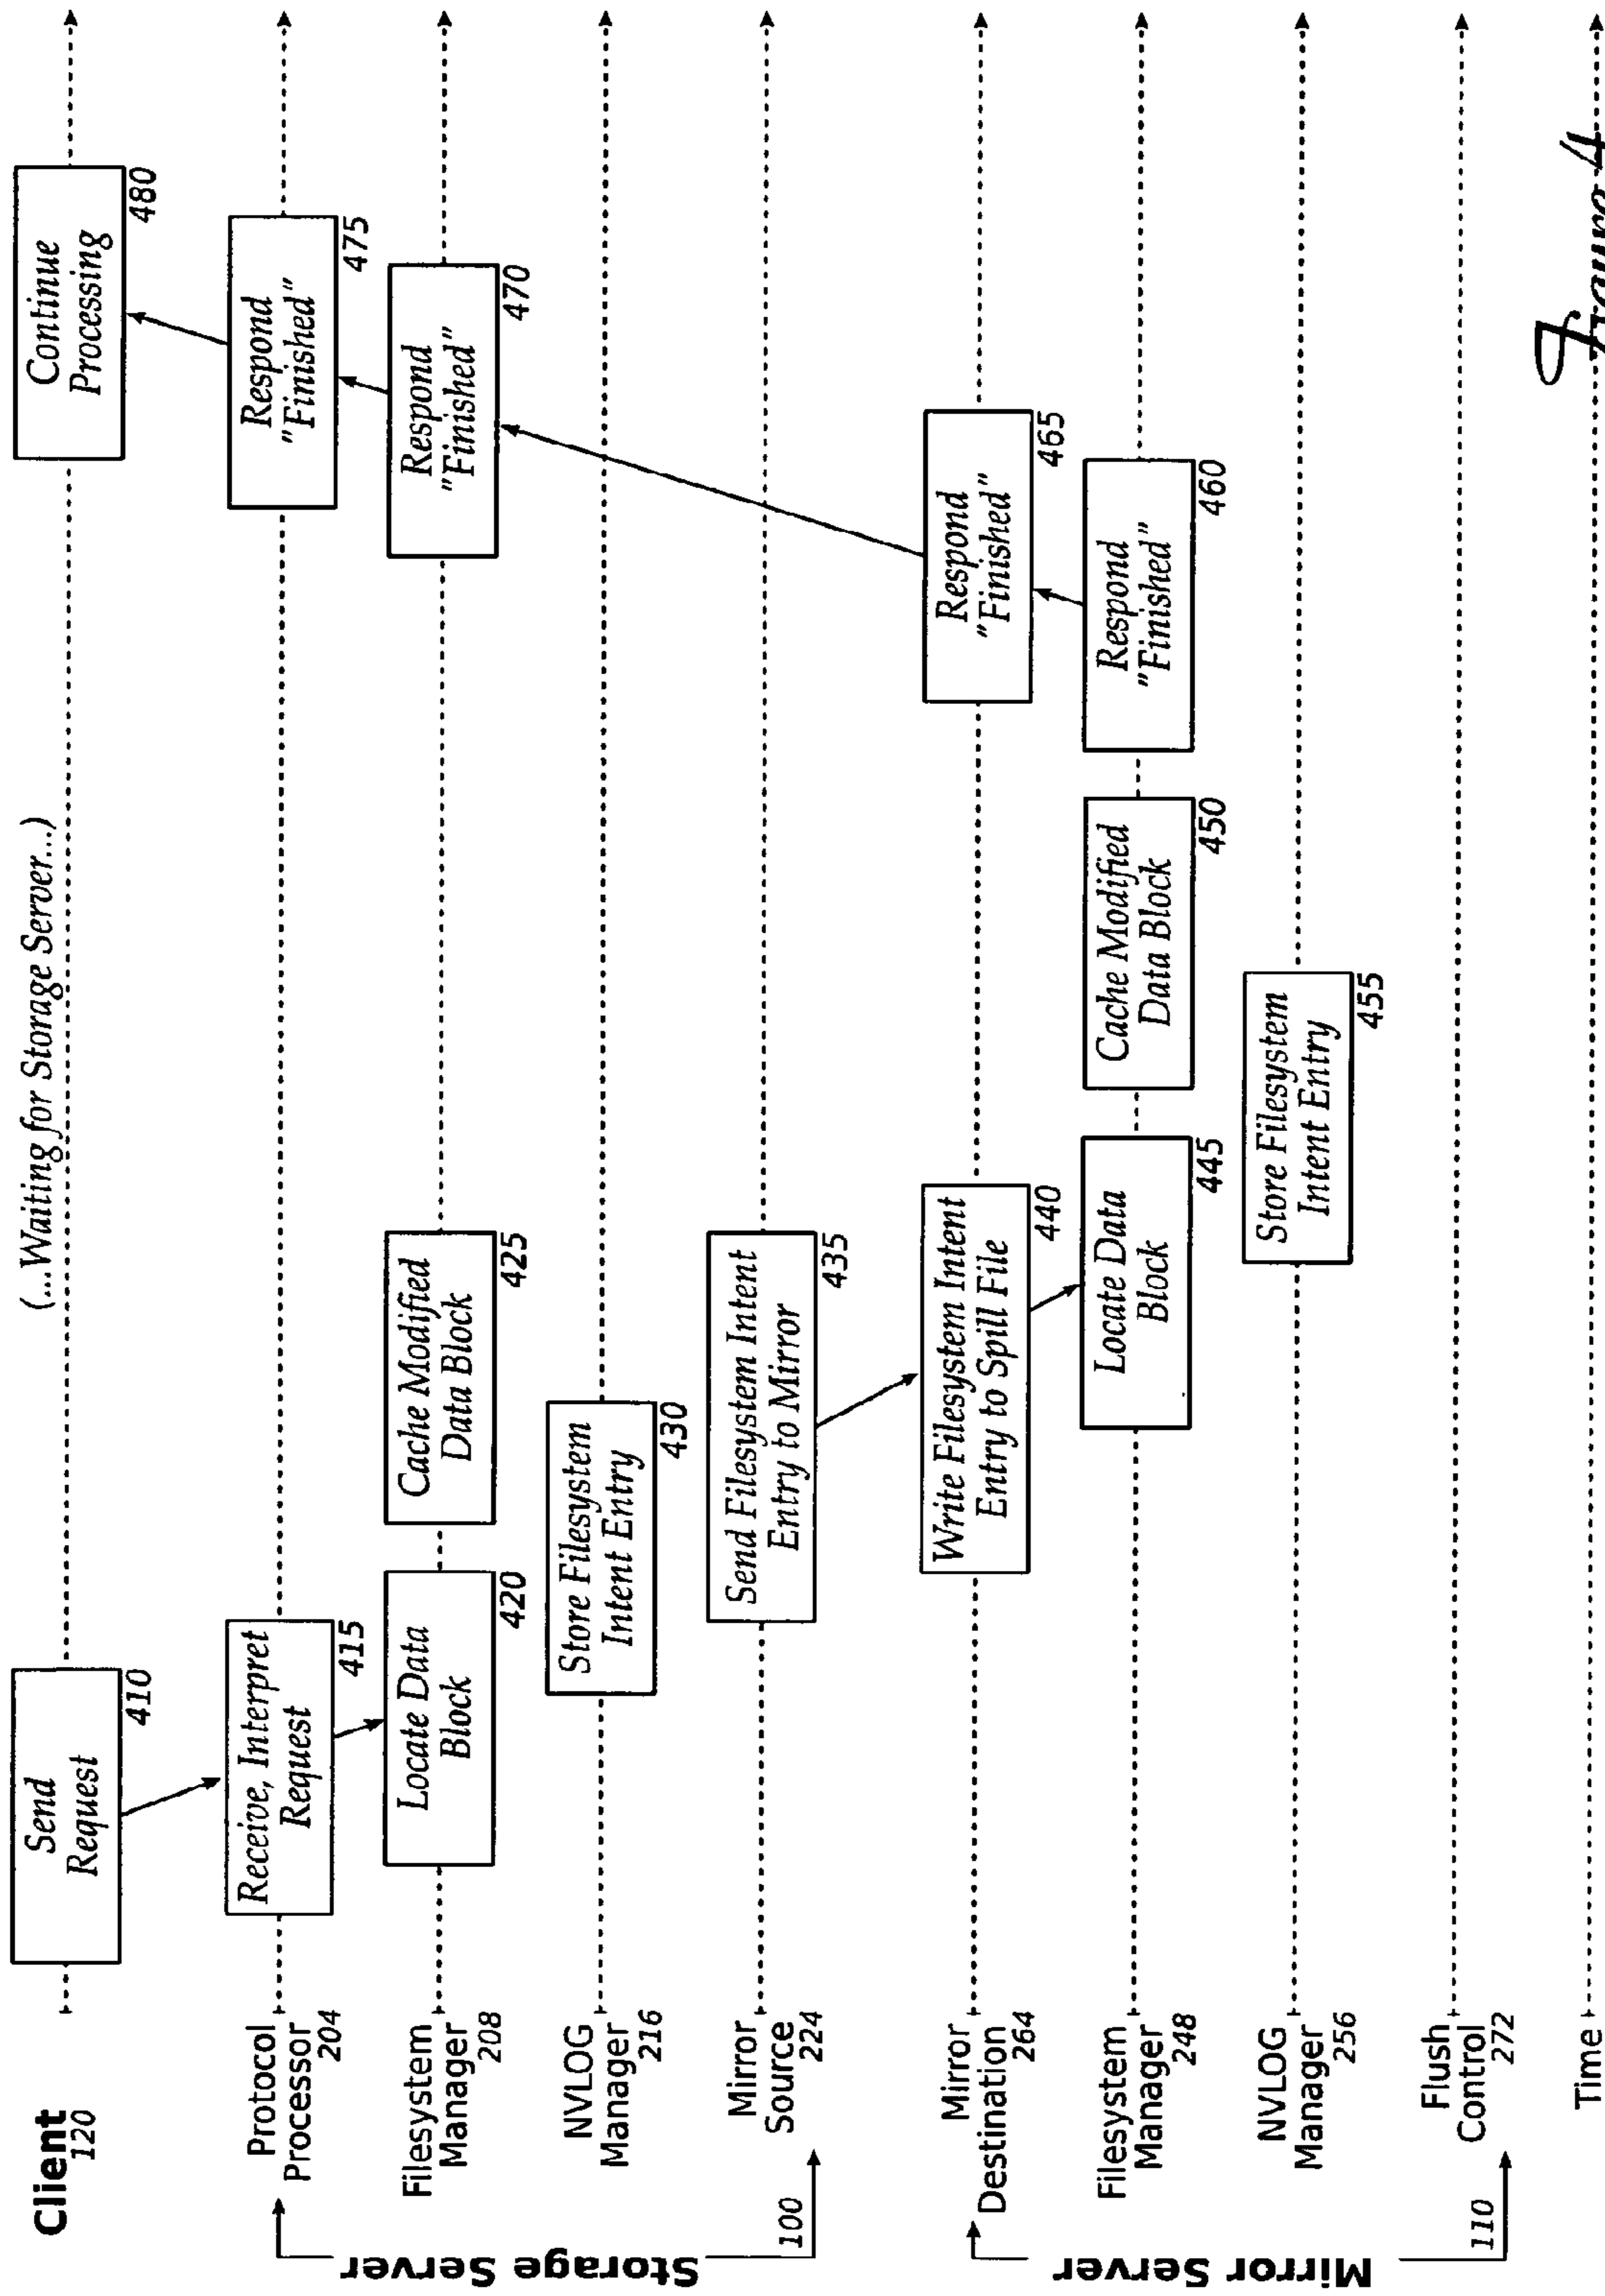 Client
120
Send
Request
410
(...Waiting for Storage Server...)
Continue
Processing
480
Storage Server
100
Protocol
Processor
204
Receive, Interpret
Request
415
Respond
"Finished"
475
Filesystem
Manager
208
Locate Data
Block
420
Cache Modified
Data Block
425
Respond
"Finished"
470
NVLOG
Manager
216
Store Filesystem
Intent Entry
430
Mirror
Source
224
Send Filesystem Intent
Entry to Mirror
435
Mirror Server
110
Mirror
Destination
264
Write Filesystem Intent
Entry to Spill File
440
Respond
"Finished"
465
Filesystem
Manager
248
Locate Data
Block
445
Cache Modified
Data Block
450
Respond
"Finished"
460
NVLOG
Manager
256
Store Filesystem
Intent Entry
455
Flush
Control
272
Time
Figure 4